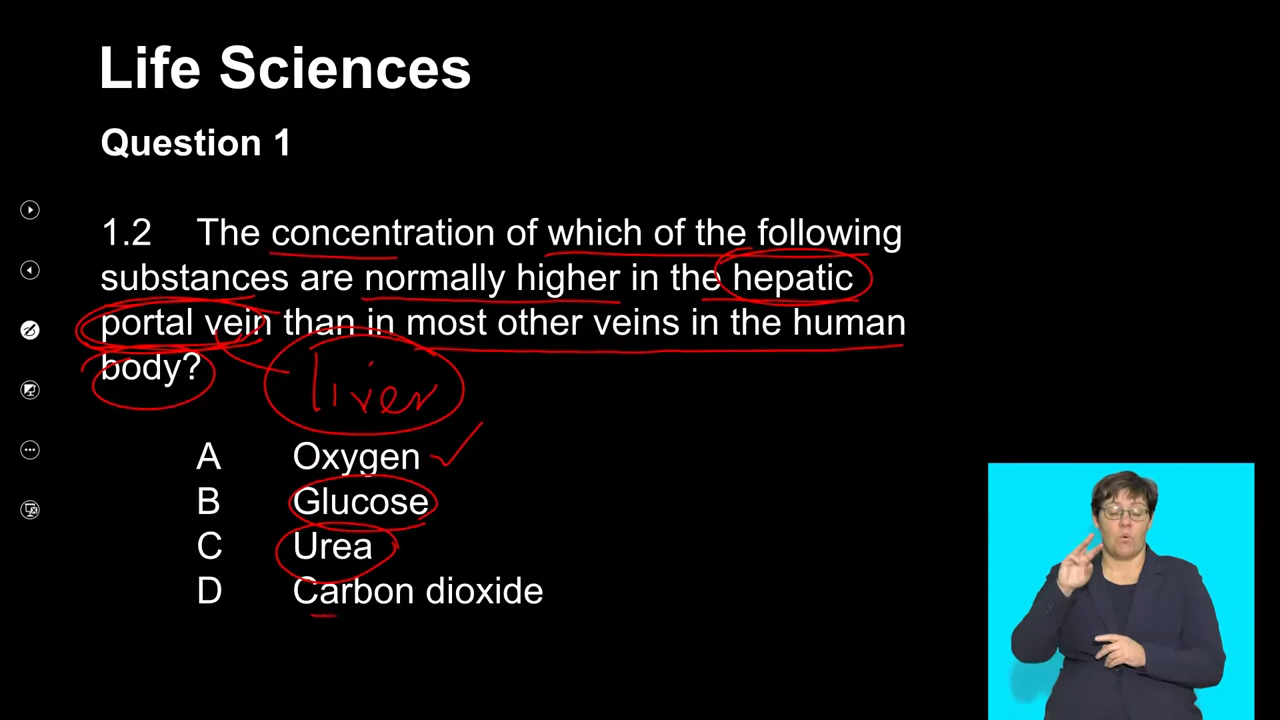 Life Sciences
Question 1
1.2 The concentration of which of the following
substances are normally higher in the hepatic
portal vein than in most other veins in the human
body?
liver
A Oxygen
B Glucose
C Urea
D Carbon dioxide